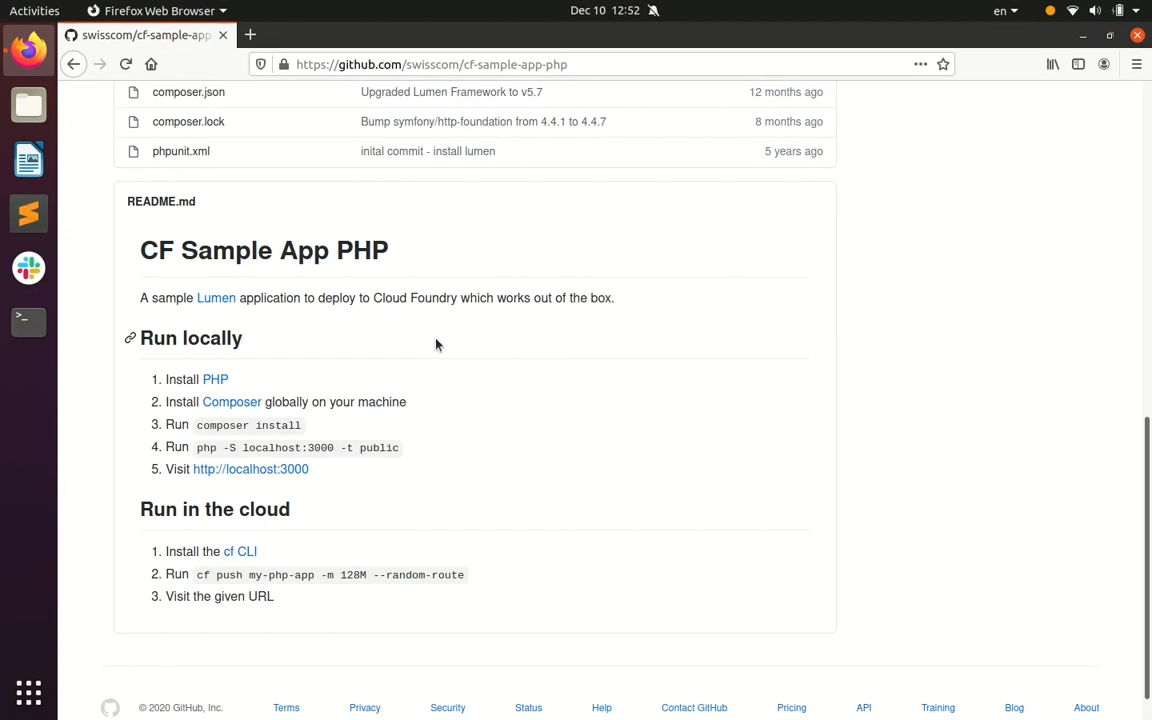 Activities Firefox Web Browser Dec 10 12:52 en
swisscom/cf-sample-app
https://github.com/swisscom/cf-sample-app-php
composer.json Upgraded Lumen Framework to v5.7 12 months ago
composer.lock Bump symfony/http-foundation from 4.4.1 to 4.4.7 8 months ago
phpunit.xml inital commit - install lumen 5 years ago
README.md
CF Sample App PHP
A sample Lumen application to deploy to Cloud Foundry which works out of the box.
Run locally
1. Install PHP
2. Install Composer globally on your machine
3. Run composer install
4. Run php -S localhost:3000 -t public
5. Visit http://localhost:3000
Run in the cloud
1. Install the cf CLI
2. Run cf push my-php-app -m 128M --random-route
3. Visit the given URL
© 2020 GitHub, Inc. Terms Privacy Security Status Help Contact GitHub Pricing API Training Blog About